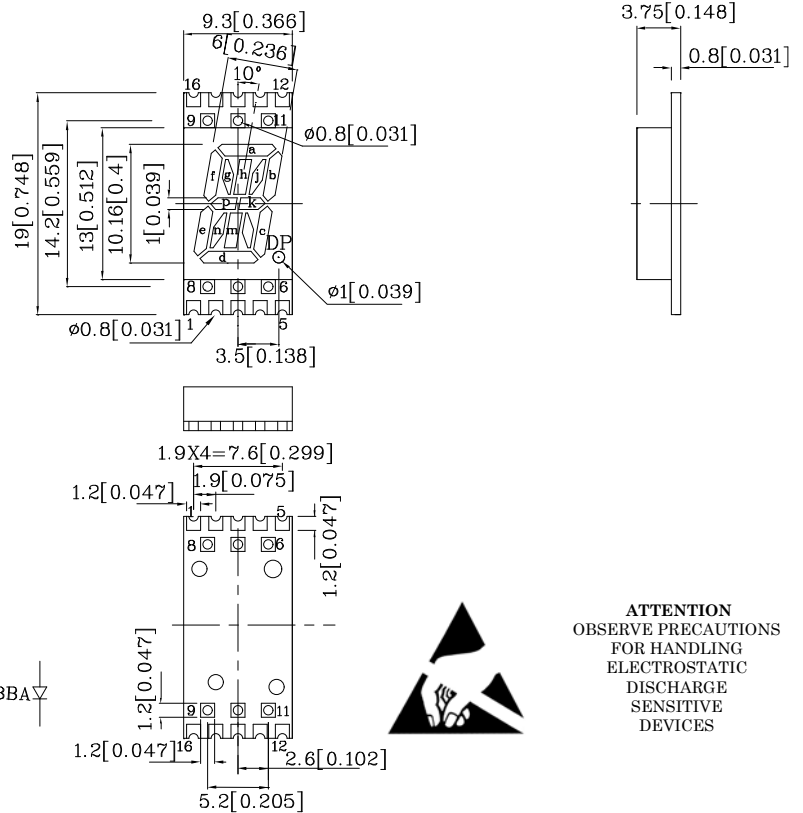 9.3[0.366]
6[0.236]
10°
16 12
9 11
ø0.8[0.031]
a
f g h j b
p k
e n m c
d
DP
19[0.748]
14.2[0.559]
13[0.512]
10.16[0.4]
1[0.039]
8 6
ø1[0.039]
1 5
ø0.8[0.031]
3.5[0.138]
3.75[0.148]
0.8[0.031]
1.9X4=7.6[0.299]
1.9[0.075]
1.2[0.047]
1 5
8 6
1.2[0.047]
1.2[0.047]
9 11
16 12
1.2[0.047]
2.6[0.102]
5.2[0.205]
BA
ATTENTION
OBSERVE PRECAUTIONS
FOR HANDLING
ELECTROSTATIC
DISCHARGE
SENSITIVE
DEVICES